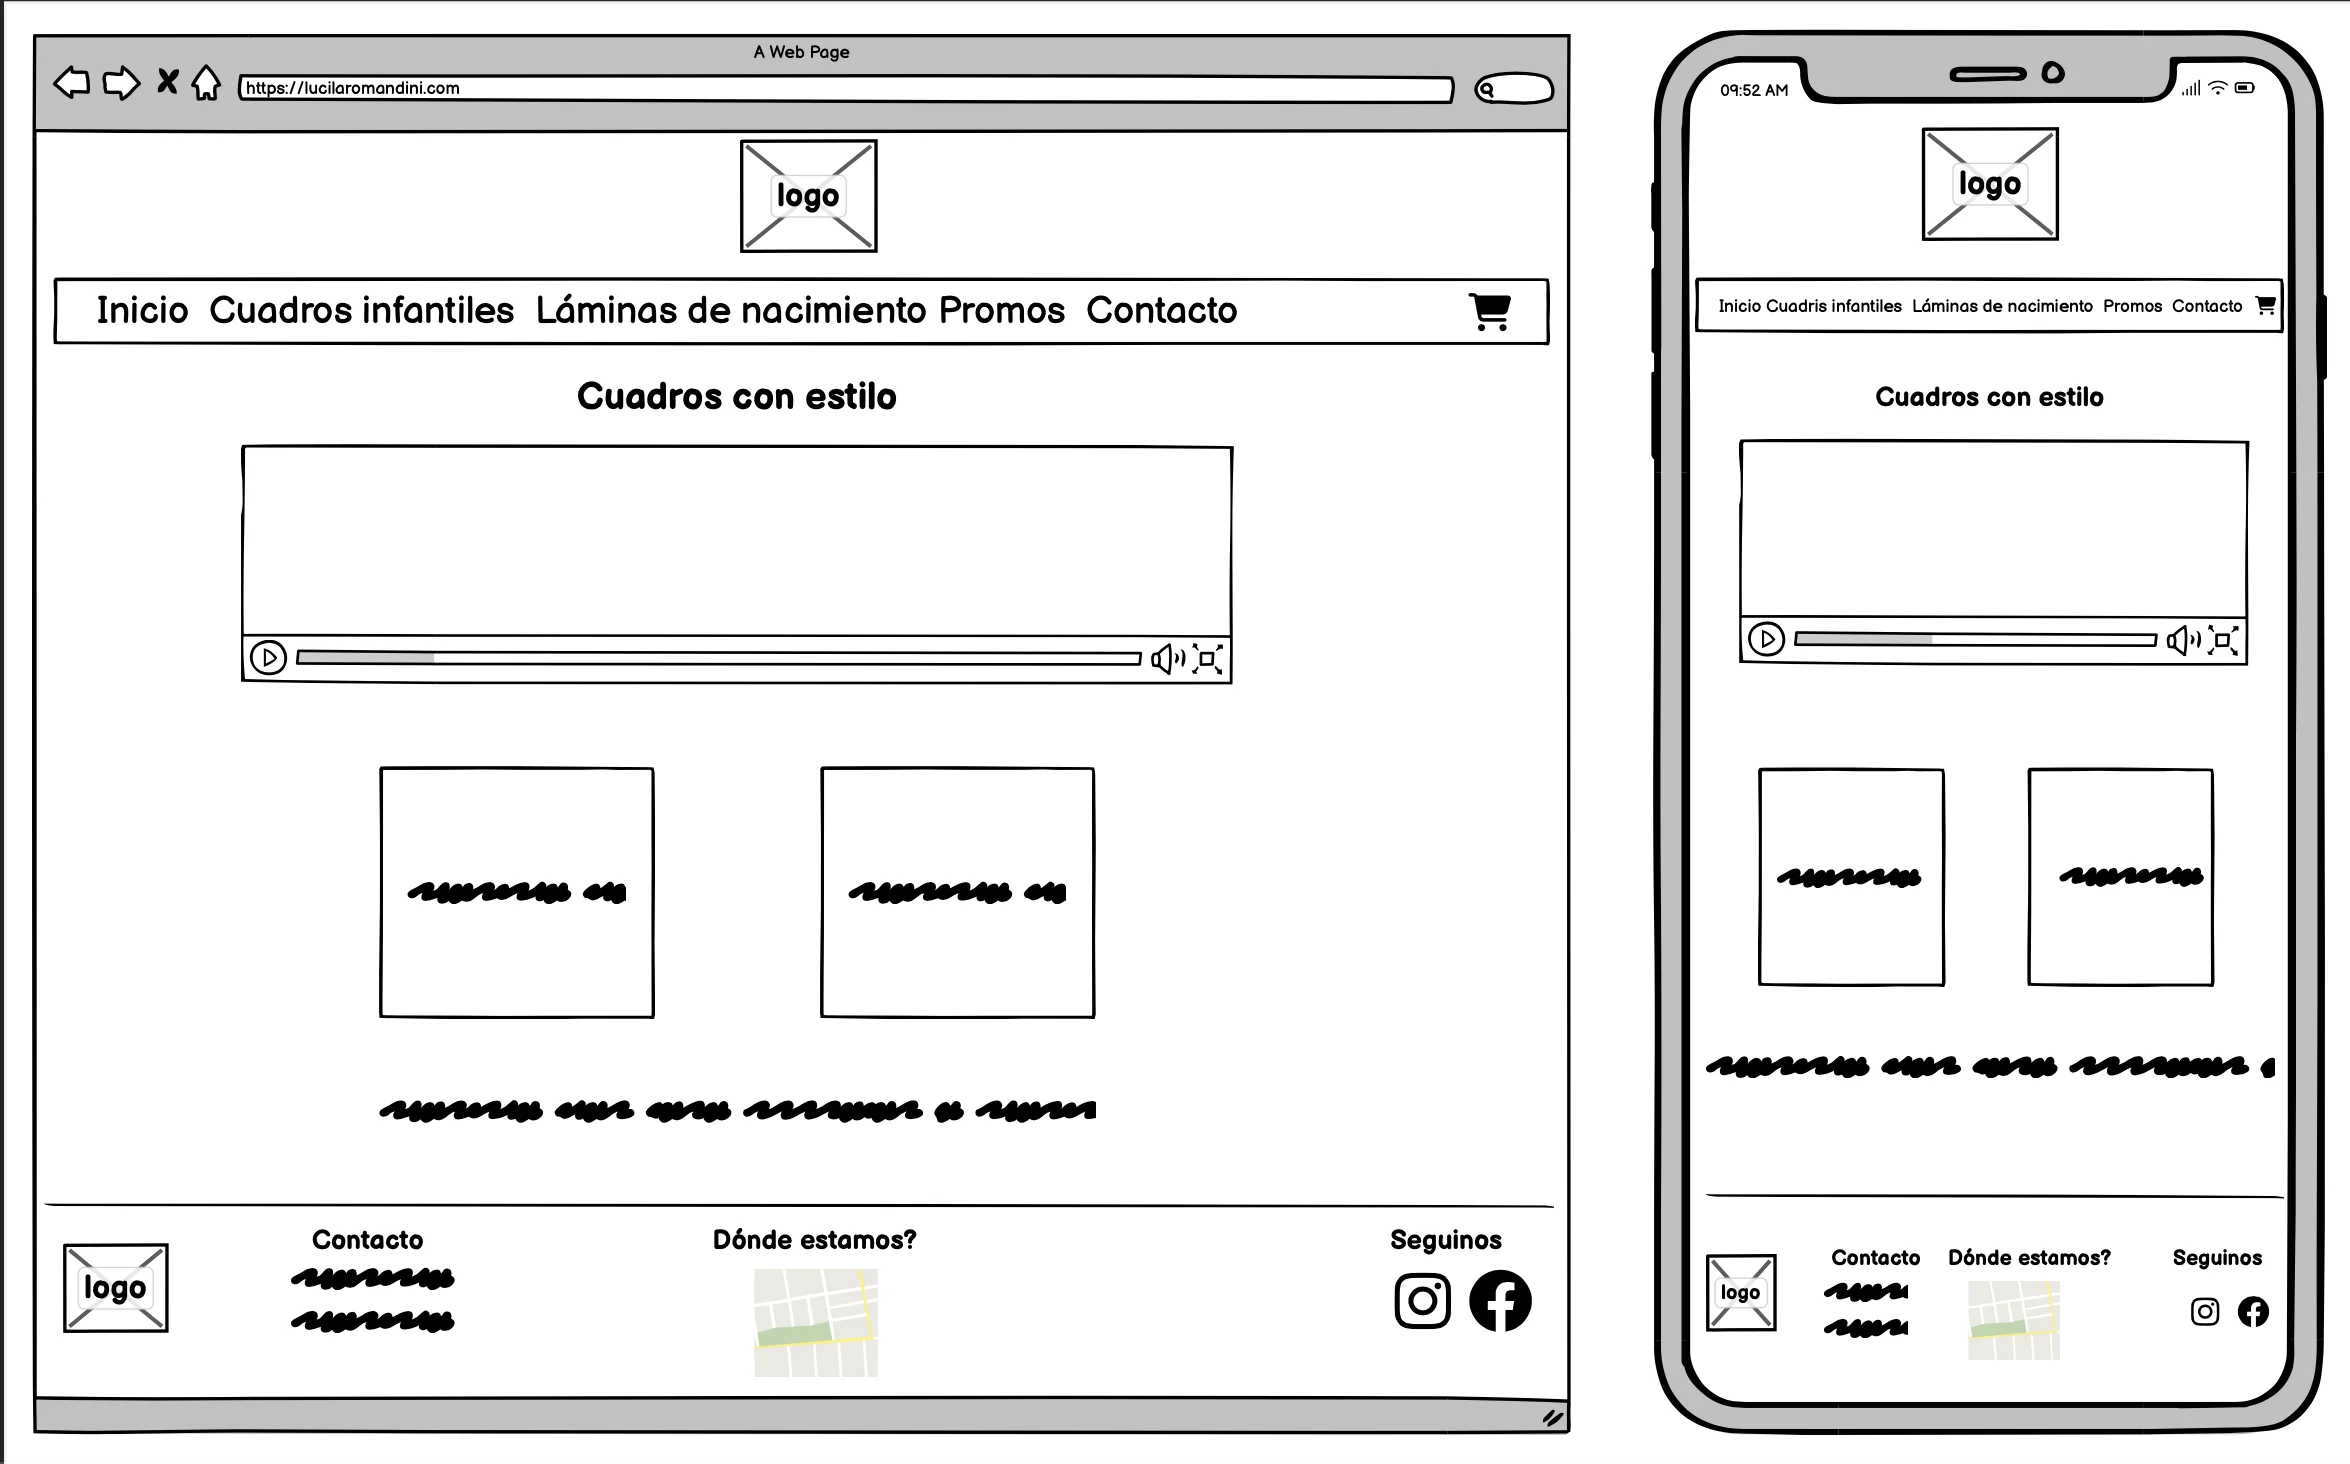 A Web Page
https://lucilaromandini.com
logo
Inicio Cuadros infantiles Láminas de nacimiento Promos Contacto
Cuadros con estilo
Contacto
Dónde estamos?
Seguinos
logo
09:52 AM
logo
Inicio Cuadris infantiles Láminas de nacimiento Promos Contacto
Cuadros con estilo
Contacto
Dónde estamos?
Seguinos
logo